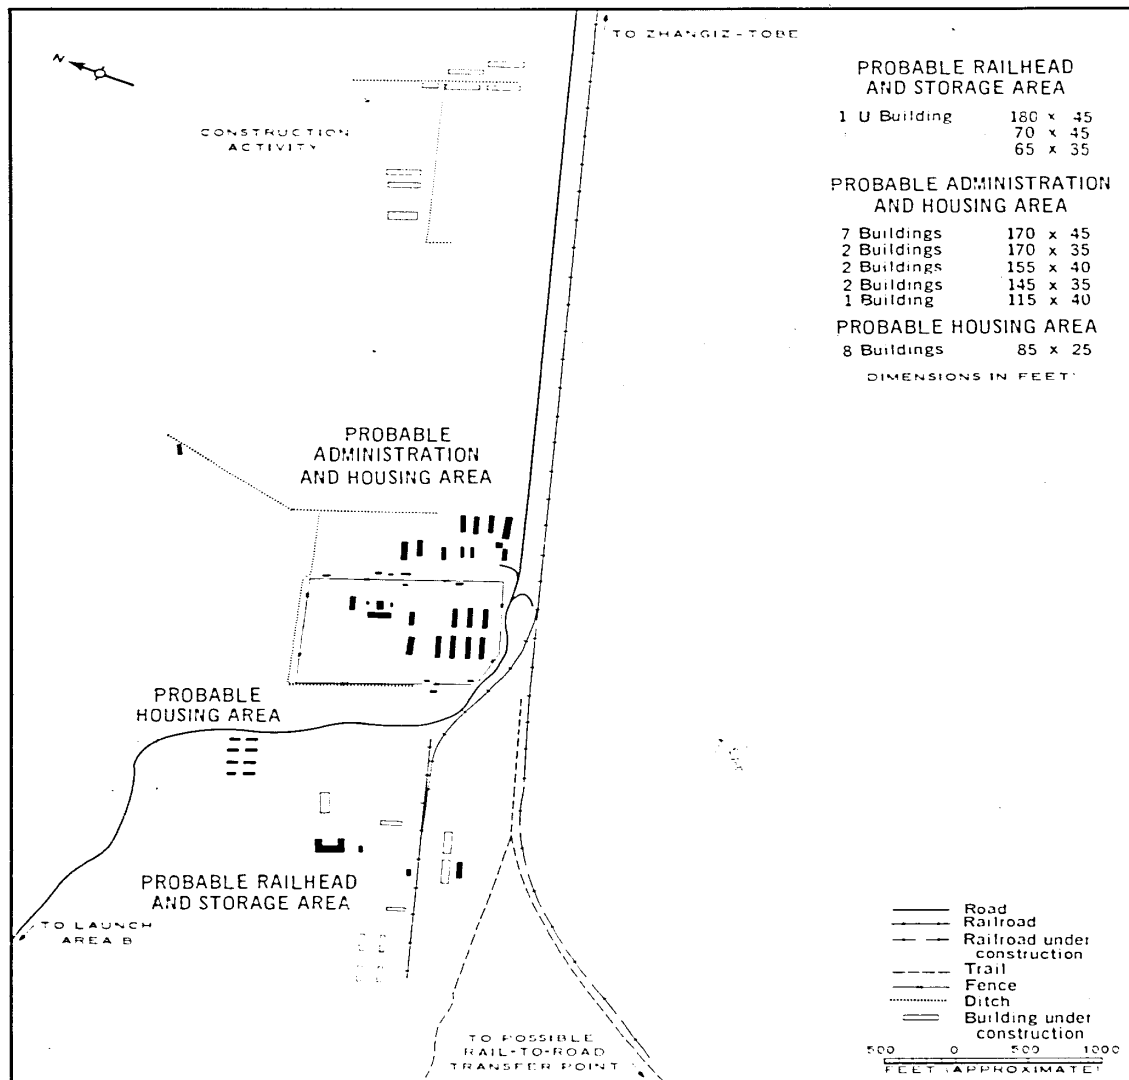 TO ZHANGIZ-TOBE
N
CONSTRUCTION
ACTIVITY
PROBABLE RAILHEAD
AND STORAGE AREA
1 U Building 180 x 45
70 x 45
65 x 35
PROBABLE ADMINISTRATION
AND HOUSING AREA
7 Buildings 170 x 45
2 Buildings 170 x 35
2 Buildings 155 x 40
2 Buildings 145 x 35
1 Building 115 x 40
PROBABLE HOUSING AREA
8 Buildings 85 x 25
DIMENSIONS IN FEET
PROBABLE
ADMINISTRATION
AND HOUSING AREA
PROBABLE
HOUSING AREA
PROBABLE RAILHEAD
AND STORAGE AREA
TO LAUNCH
AREA B
TO POSSIBLE
RAIL-TO-ROAD
TRANSFER POINT
Road
Railroad
Railroad under
construction
Trail
Fence
Ditch
Building under
construction
500 0 500 1000
FEET (APPROXIMATE)